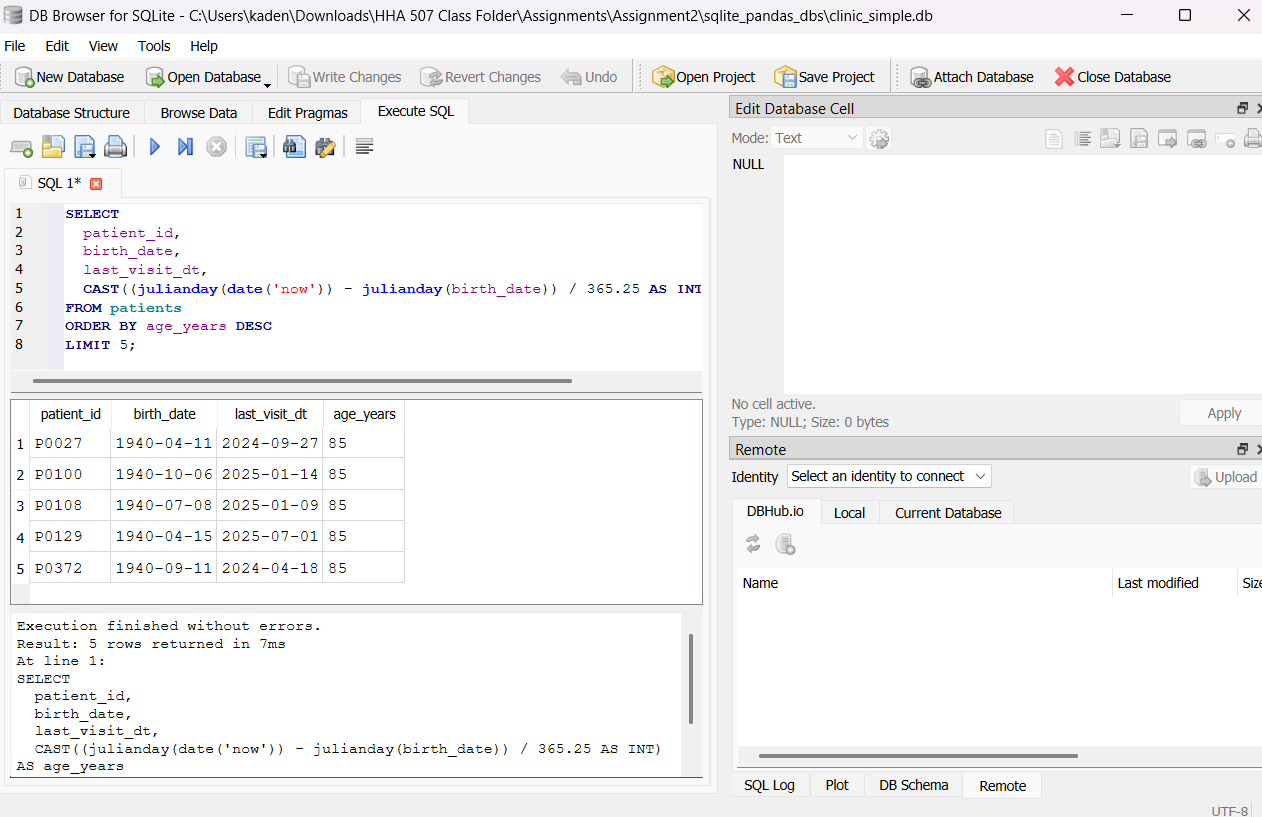 DB Browser for SQLite - C:\Users\kaden\Downloads\HHA 507 Class Folder\Assignments\Assignment2\sqlite_pandas_dbs\clinic_simple.db
File Edit View Tools Help
New Database Open Database Write Changes Revert Changes Undo Open Project Save Project Attach Database Close Database
Database Structure Browse Data Edit Pragmas Execute SQL
SQL 1*
1 SELECT
2 patient_id,
3 birth_date,
4 last_visit_dt,
5 CAST((julianday(date('now')) - julianday(birth_date)) / 365.25 AS INT
6 FROM patients
7 ORDER BY age_years DESC
8 LIMIT 5;
patient_id birth_date last_visit_dt age_years
1 P0027 1940-04-11 2024-09-27 85
2 P0100 1940-10-06 2025-01-14 85
3 P0108 1940-07-08 2025-01-09 85
4 P0129 1940-04-15 2025-07-01 85
5 P0372 1940-09-11 2024-04-18 85
Execution finished without errors.
Result: 5 rows returned in 7ms
At line 1:
SELECT
patient_id,
birth_date,
last_visit_dt,
CAST((julianday(date('now')) - julianday(birth_date)) / 365.25 AS INT)
AS age_years
Edit Database Cell
Mode: Text
NULL
No cell active.
Type: NULL; Size: 0 bytes
Apply
Remote
Identity Select an identity to connect Upload
DBHub.io Local Current Database
Name Last modified Size
SQL Log Plot DB Schema Remote
UTF-8